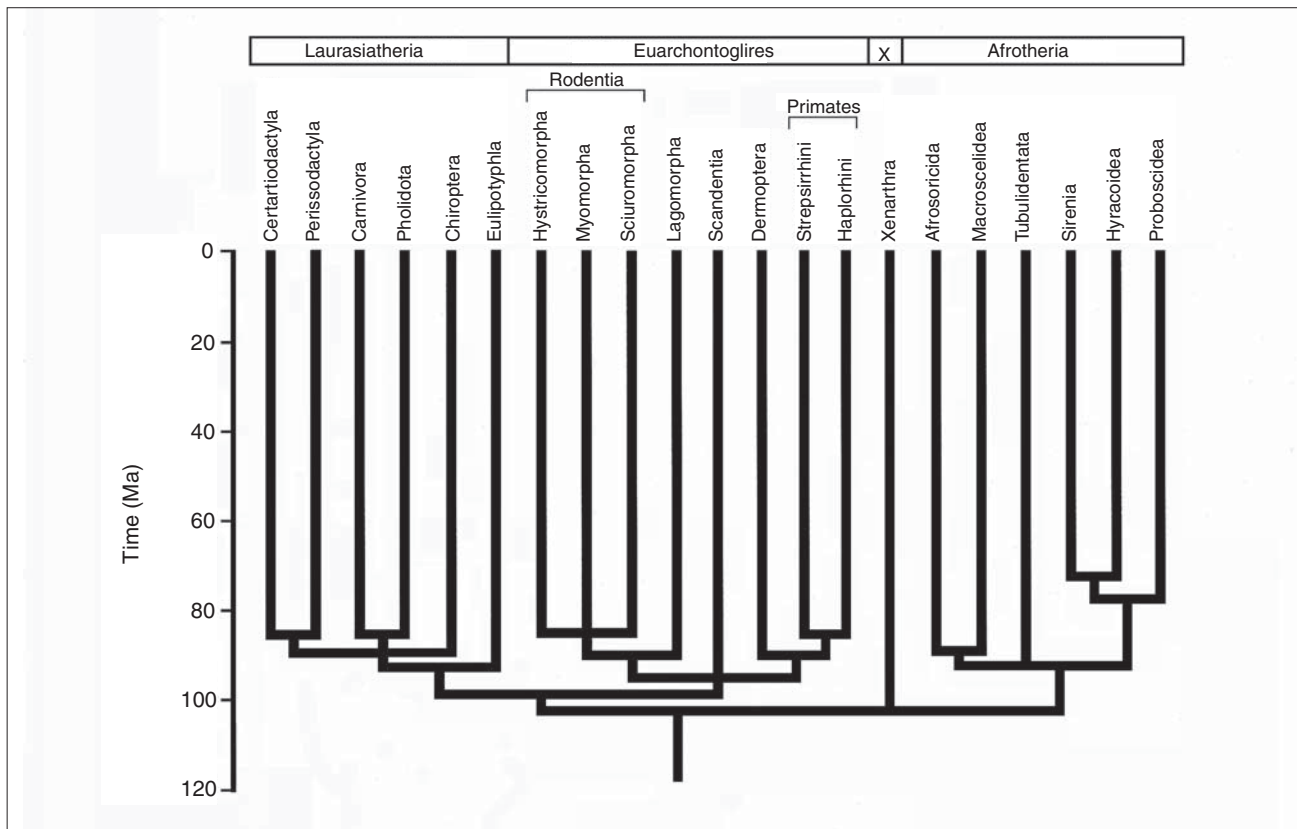 Laurasiatheria Euarchontoglires X Afrotheria
Rodentia
Primates
Certartiodactyla
Perissodactyla
Carnivora
Pholidota
Chiroptera
Eulipotyphla
Hystricomorpha
Myomorpha
Sciuromorpha
Lagomorpha
Scandentia
Dermoptera
Strepsirrhini
Haplorhini
Xenarthra
Afrosoricida
Macroscelidea
Tubulidentata
Sirenia
Hyracoidea
Proboscidea
Time (Ma)
0
20
40
60
80
100
120